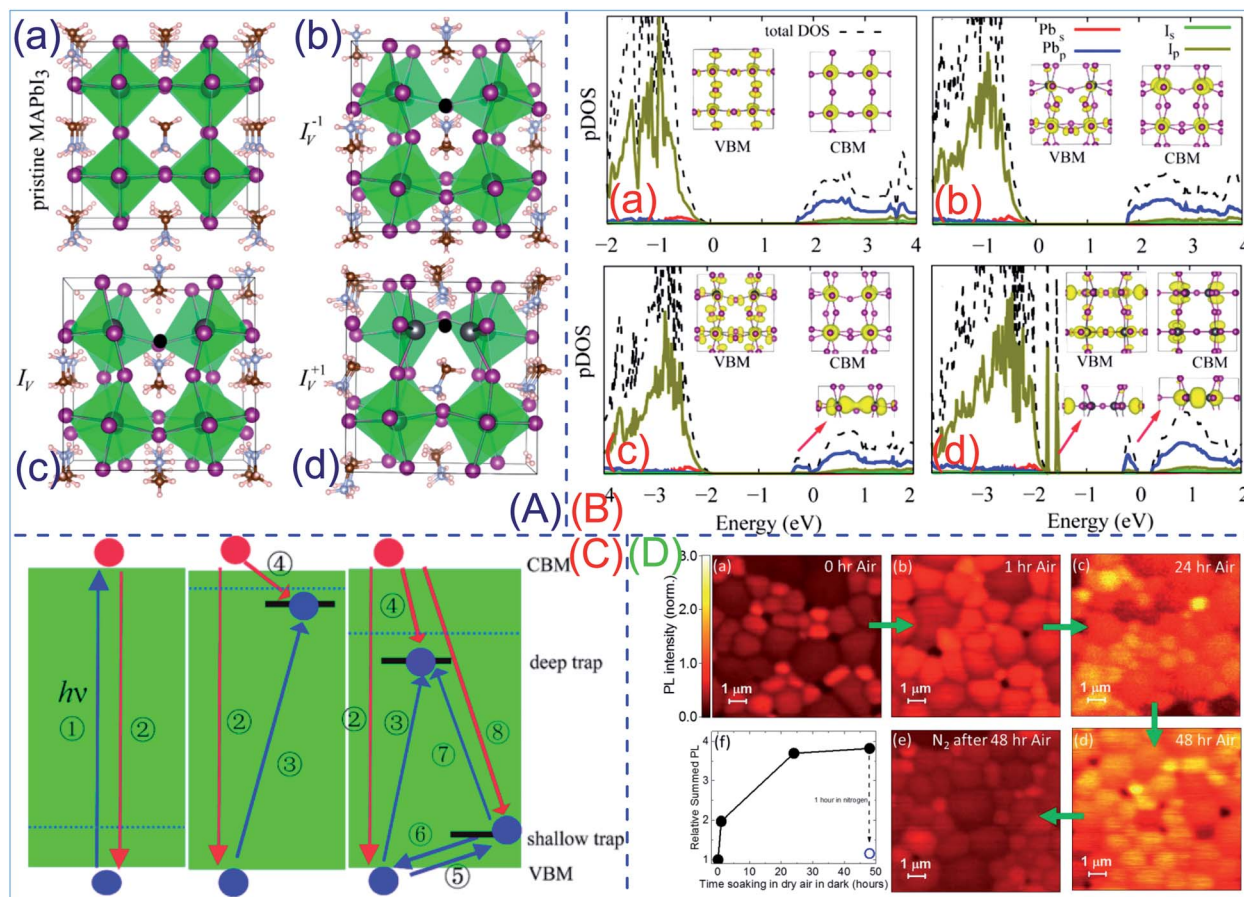 (a)
pristine MAPbI3
(b)
I_V^-1
(c)
I_V
(d)
I_V^+1
(A)
(B)
pDOS
total DOS
VBM
CBM
(a)
−2 −1 0 1 2 3 4
Pb_s I_s
Pb_p I_p
VBM
CBM
(b)
−1 0 1 2 3 4
pDOS
VBM
CBM
(c)
−4 −3 −2 −1 0 1 2
Energy (eV)
VBM
CBM
(d)
−3 −2 −1 0 1 2
Energy (eV)
(C)
hν
①
②
②
③
④
②
③
④
⑤
⑥
⑦
⑧
CBM
deep trap
shallow trap
VBM
(D)
PL intensity (norm.)
3.0
2.0
1.0
0.0
(a) 0 hr Air
1 μm
(b) 1 hr Air
1 μm
(c) 24 hr Air
1 μm
(f)
Relative Summed PL
4
3
2
1
1 hour in nitrogen
0 10 20 30 40 50
Time soaking in dry air in dark (hours)
(e) N2 after 48 hr Air
1 μm
(d) 48 hr Air
1 μm